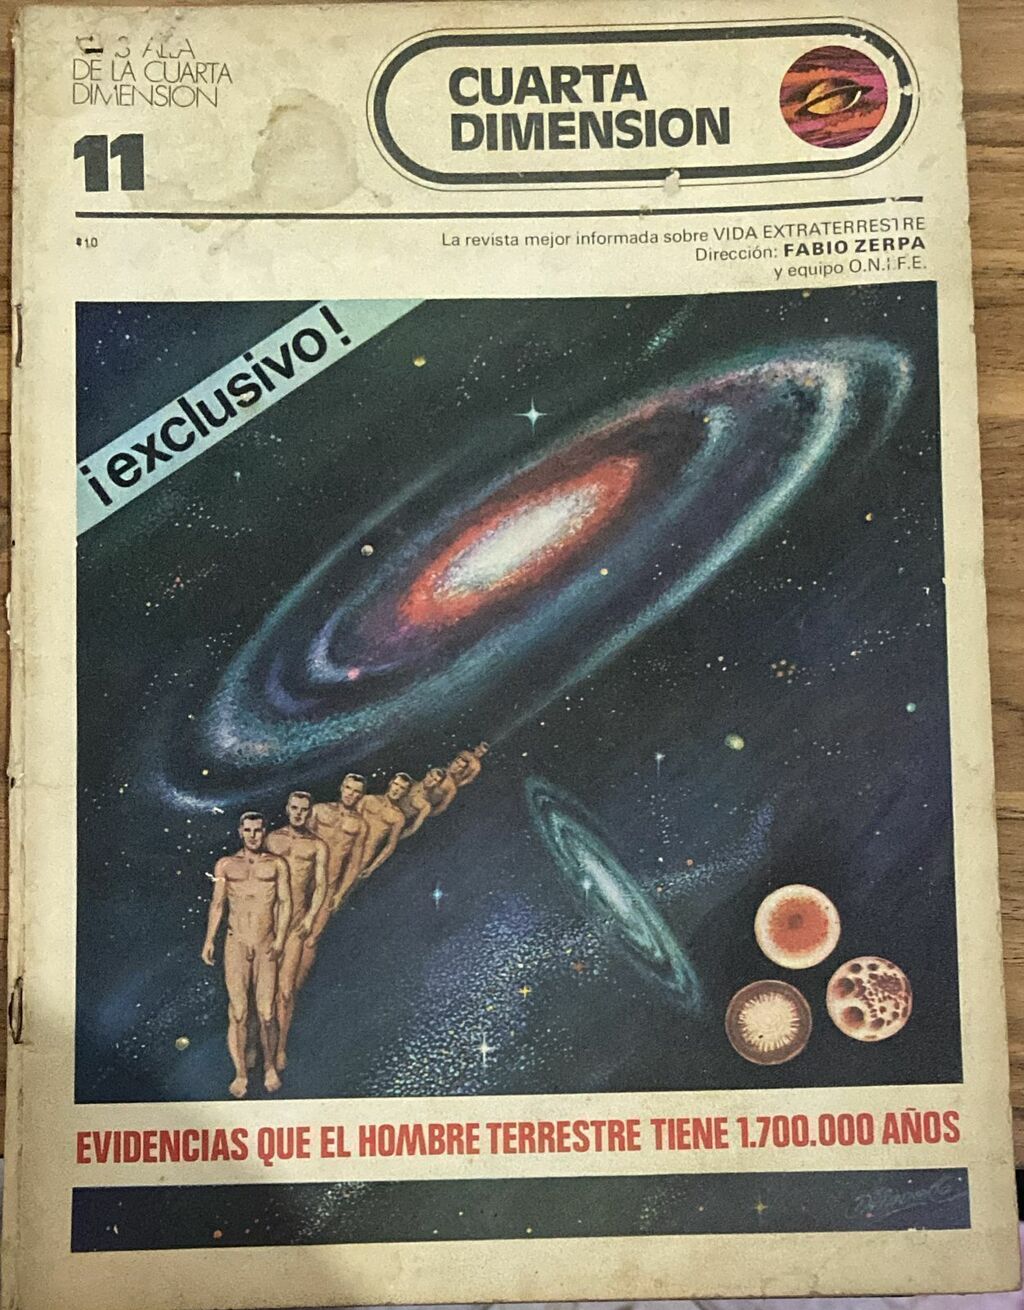 DE LA CUARTA
DIMENSION
11
CUARTA
DIMENSION
$10
La revista mejor informada sobre VIDA EXTRATERRESTRE
Dirección: FABIO ZERPA
y equipo O.N.I.F.E.
¡exclusivo!
EVIDENCIAS QUE EL HOMBRE TERRESTRE TIENE 1.700.000 AÑOS